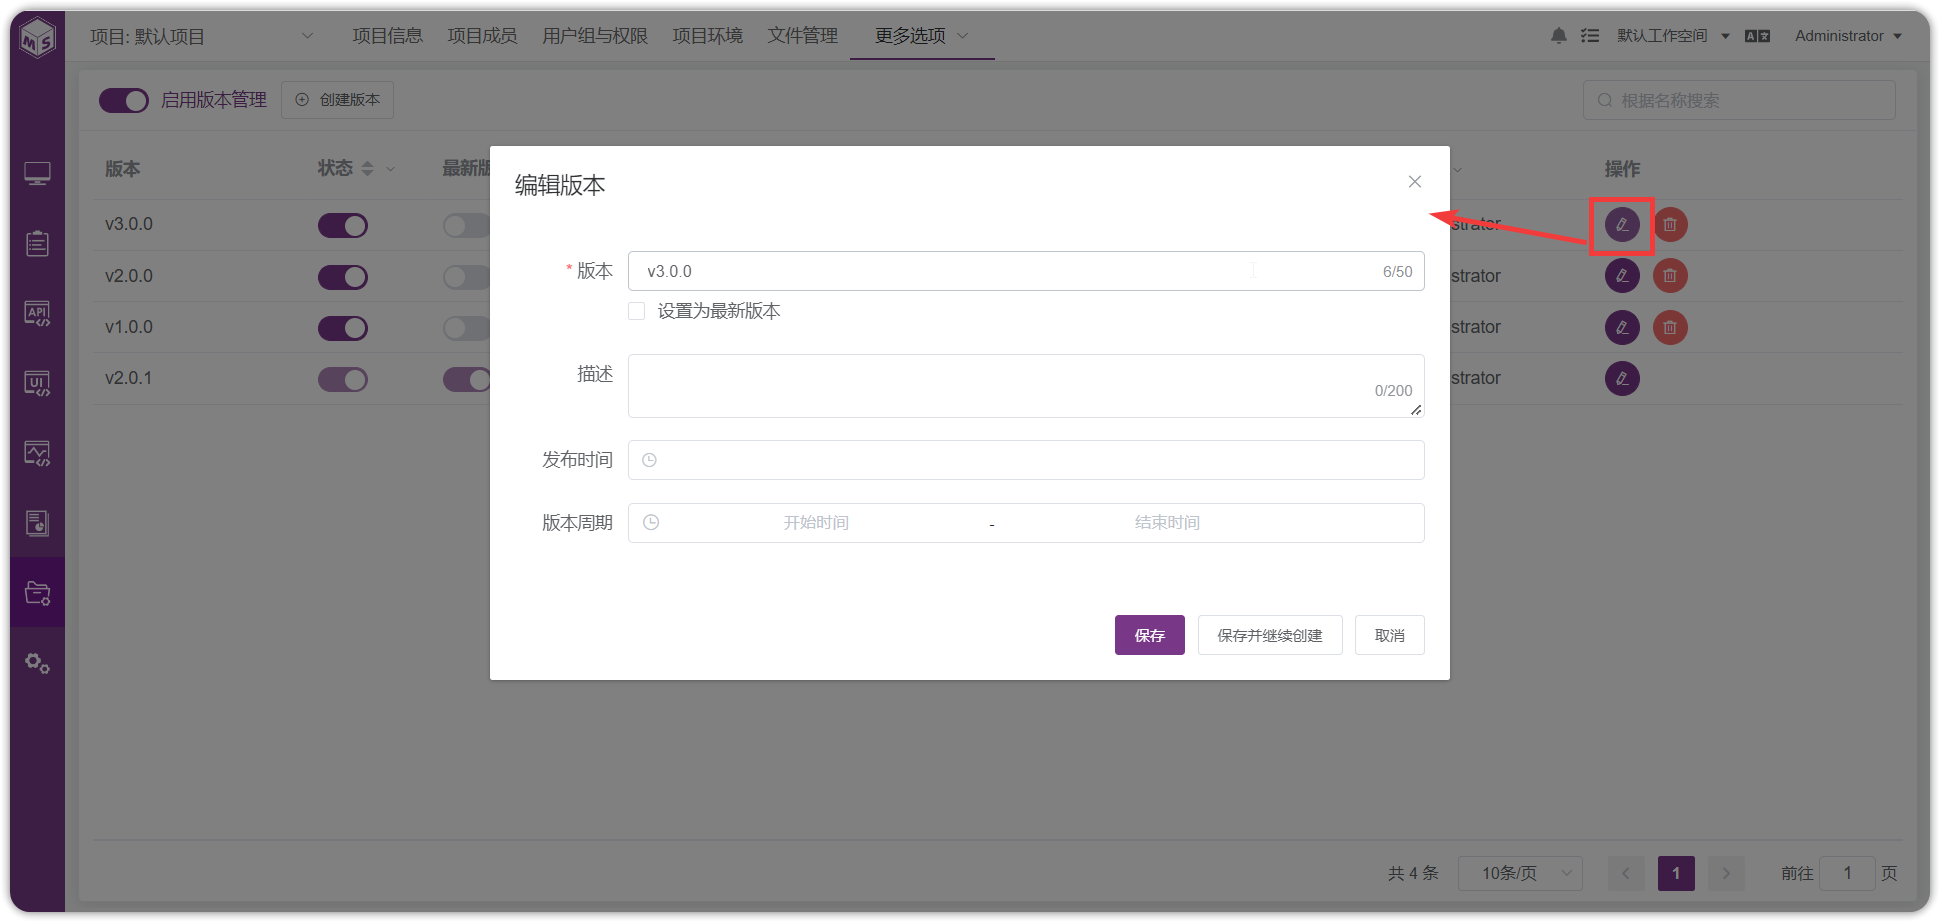 项目: 默认项目 项目信息 项目成员 用户组与权限 项目环境 文件管理 更多选项 默认工作空间 Administrator
启用版本管理 创建版本 根据名称搜索
版本 状态 最新版 操作
v3.0.0 strator
v2.0.0 strator
v1.0.0 strator
v2.0.1 strator
编辑版本
* 版本 v3.0.0 6/50
设置为最新版本
描述 0/200
发布时间
版本周期 开始时间 - 结束时间
保存 保存并继续创建 取消
共 4 条 10条/页 1 前往 1 页
MS
API
UI